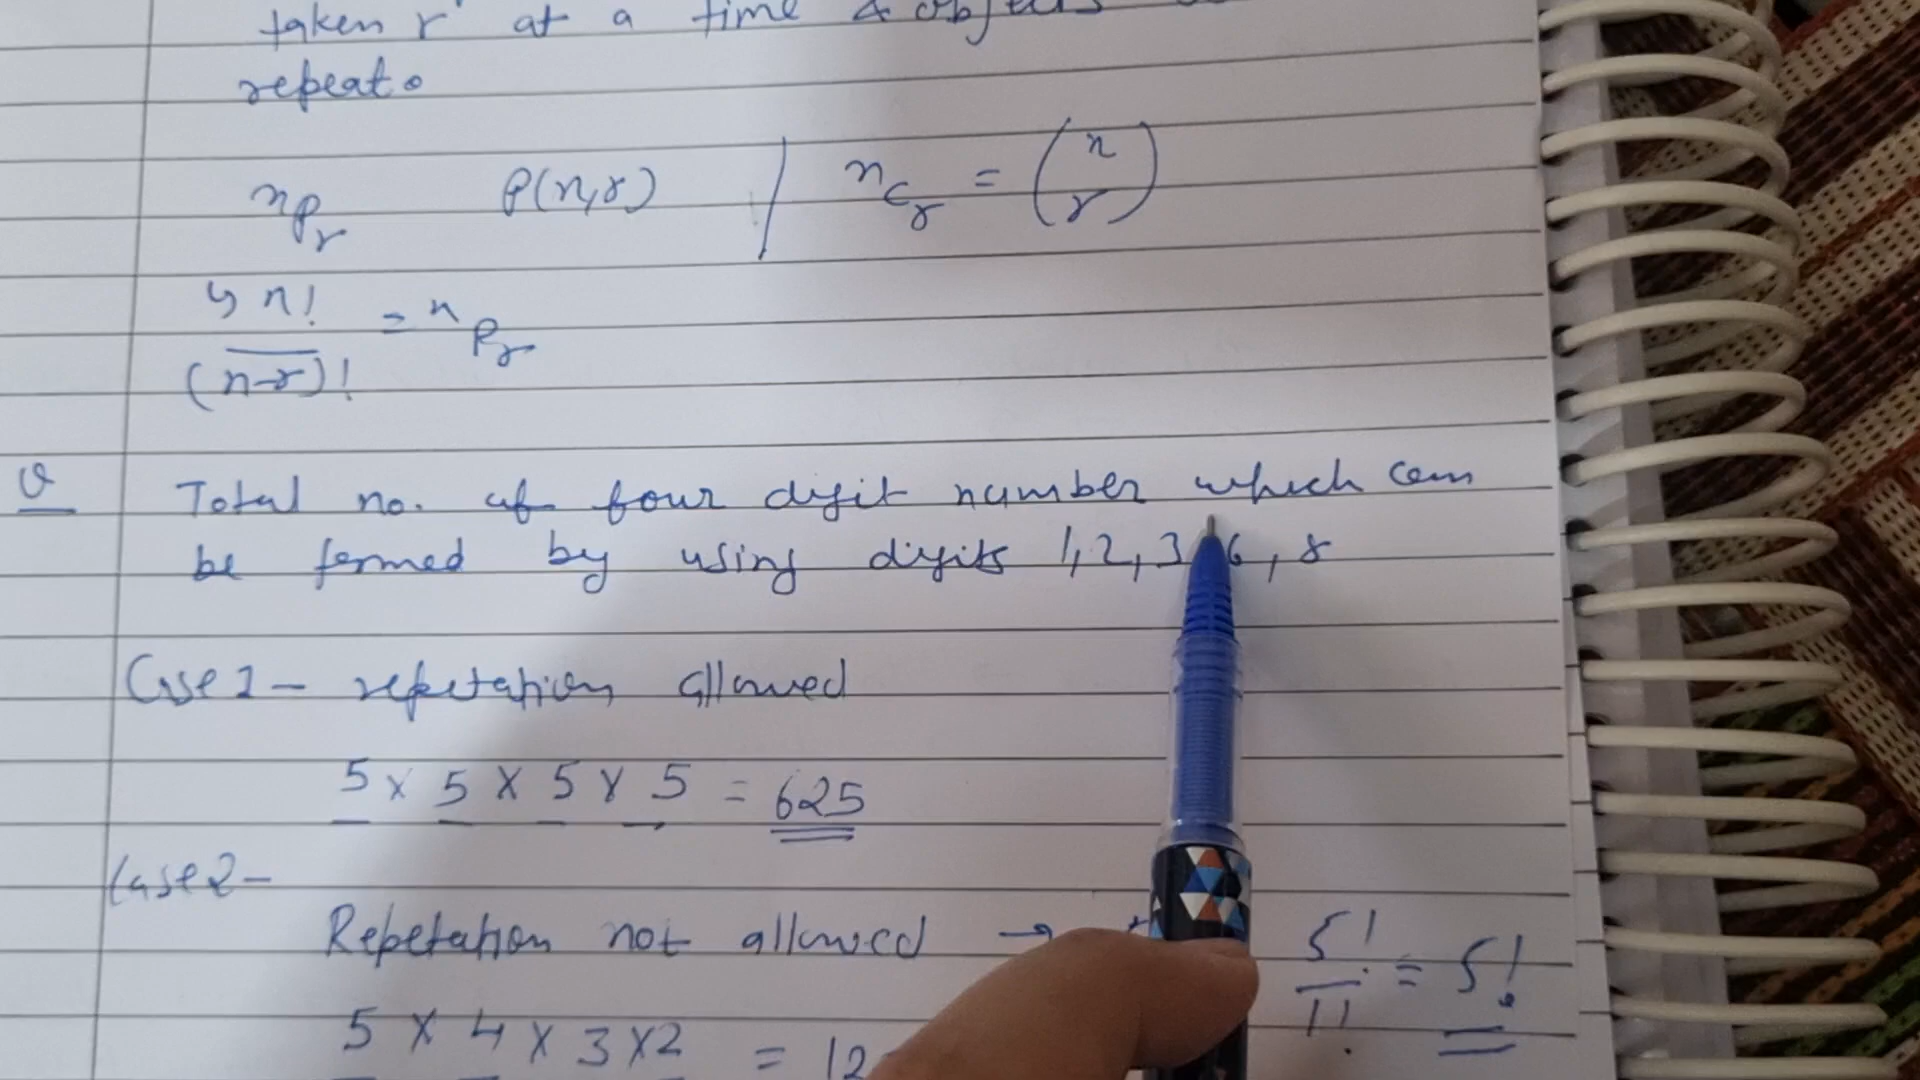 taken r at a time & objects
repeat.
nPr P(n,r) / nCr = (n r)
↳ n!/(n-r)! = nPr
Q Total no. of four digit number which can
be formed by using digits 1,2,3 6, 8
Case 1 - repetation allowed
5 x 5 x 5 x 5 = 625
Case 2 -
Repetation not allowed → 5!/1! = 5!
5 x 4 x 3 x 2 = 12